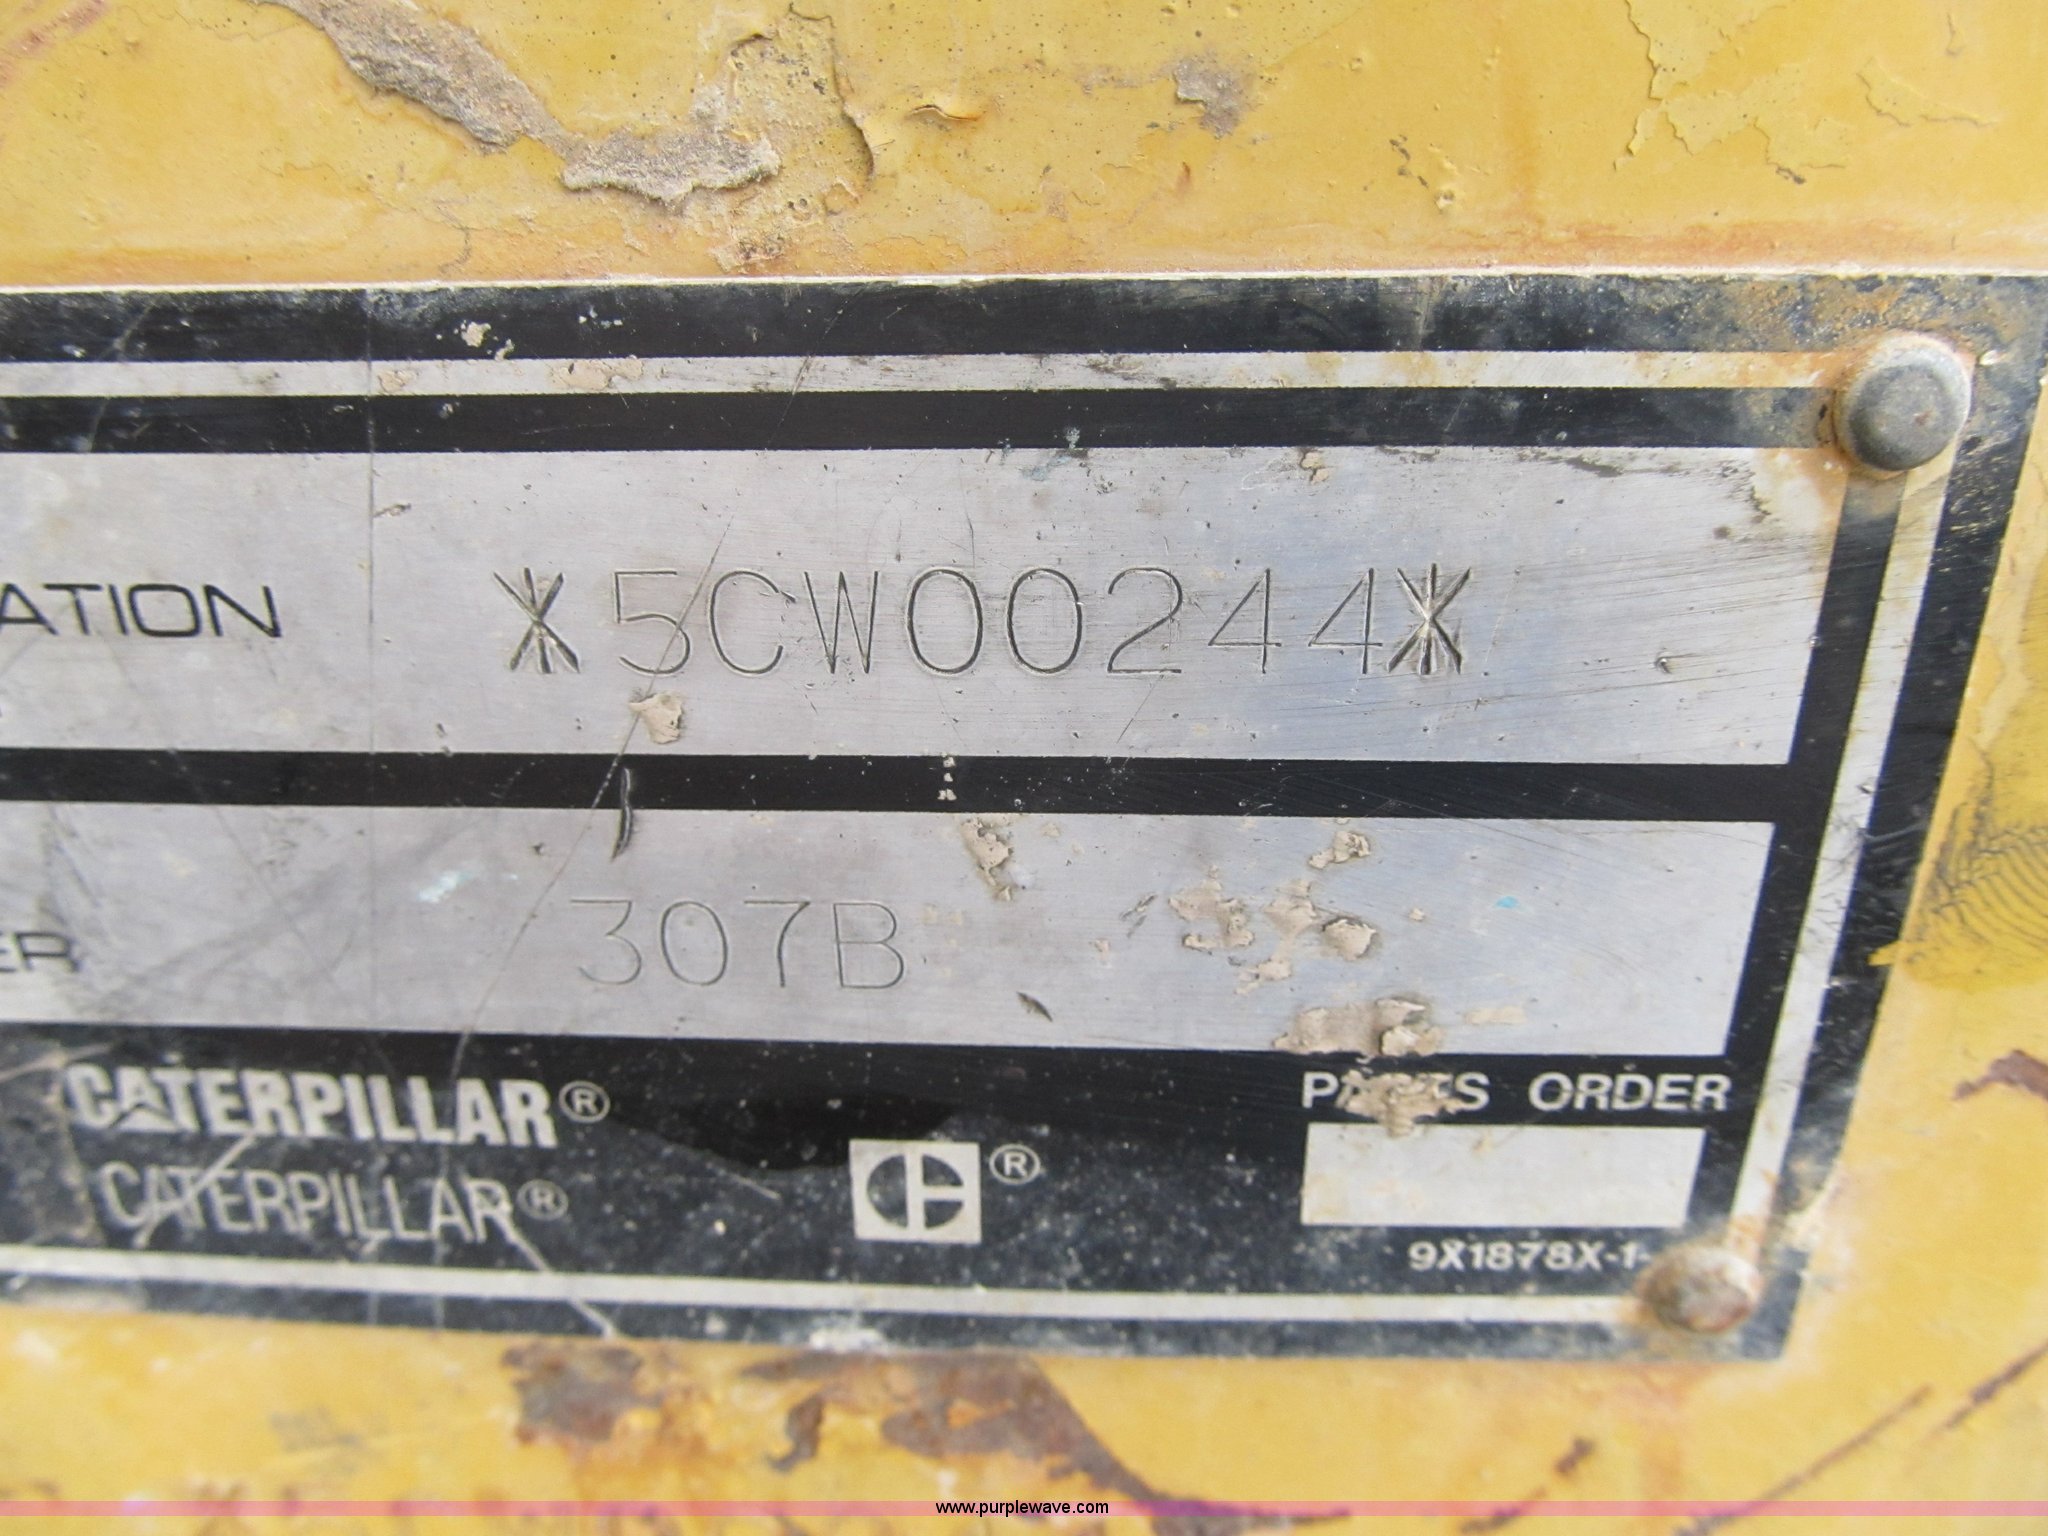 ATION *5CW00244*
ER 307B
CATERPILLAR®
PARTS ORDER
CATERPILLAR® ®
9X1878X-1-
www.purplewave.com